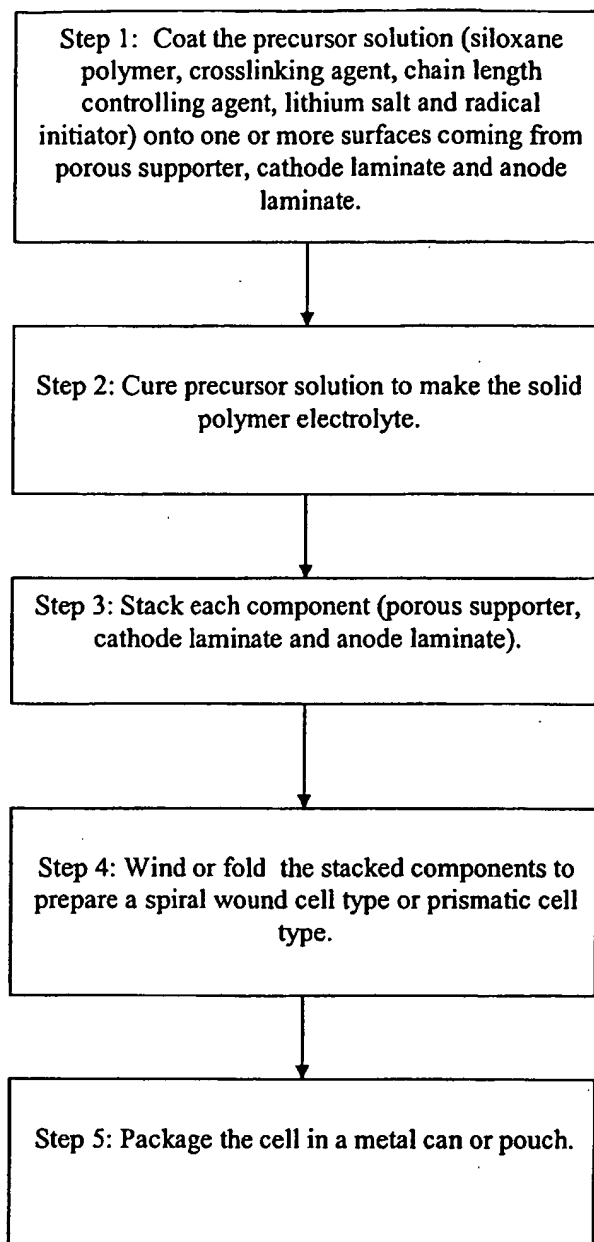 Step 1: Coat the precursor solution (siloxane
polymer, crosslinking agent, chain length
controlling agent, lithium salt and radical
initiator) onto one or more surfaces coming from
porous supporter, cathode laminate and anode
laminate.
Step 2: Cure precursor solution to make the solid
polymer electrolyte.
Step 3: Stack each component (porous supporter,
cathode laminate and anode laminate).
Step 4: Wind or fold the stacked components to
prepare a spiral wound cell type or prismatic cell
type.
Step 5: Package the cell in a metal can or pouch.